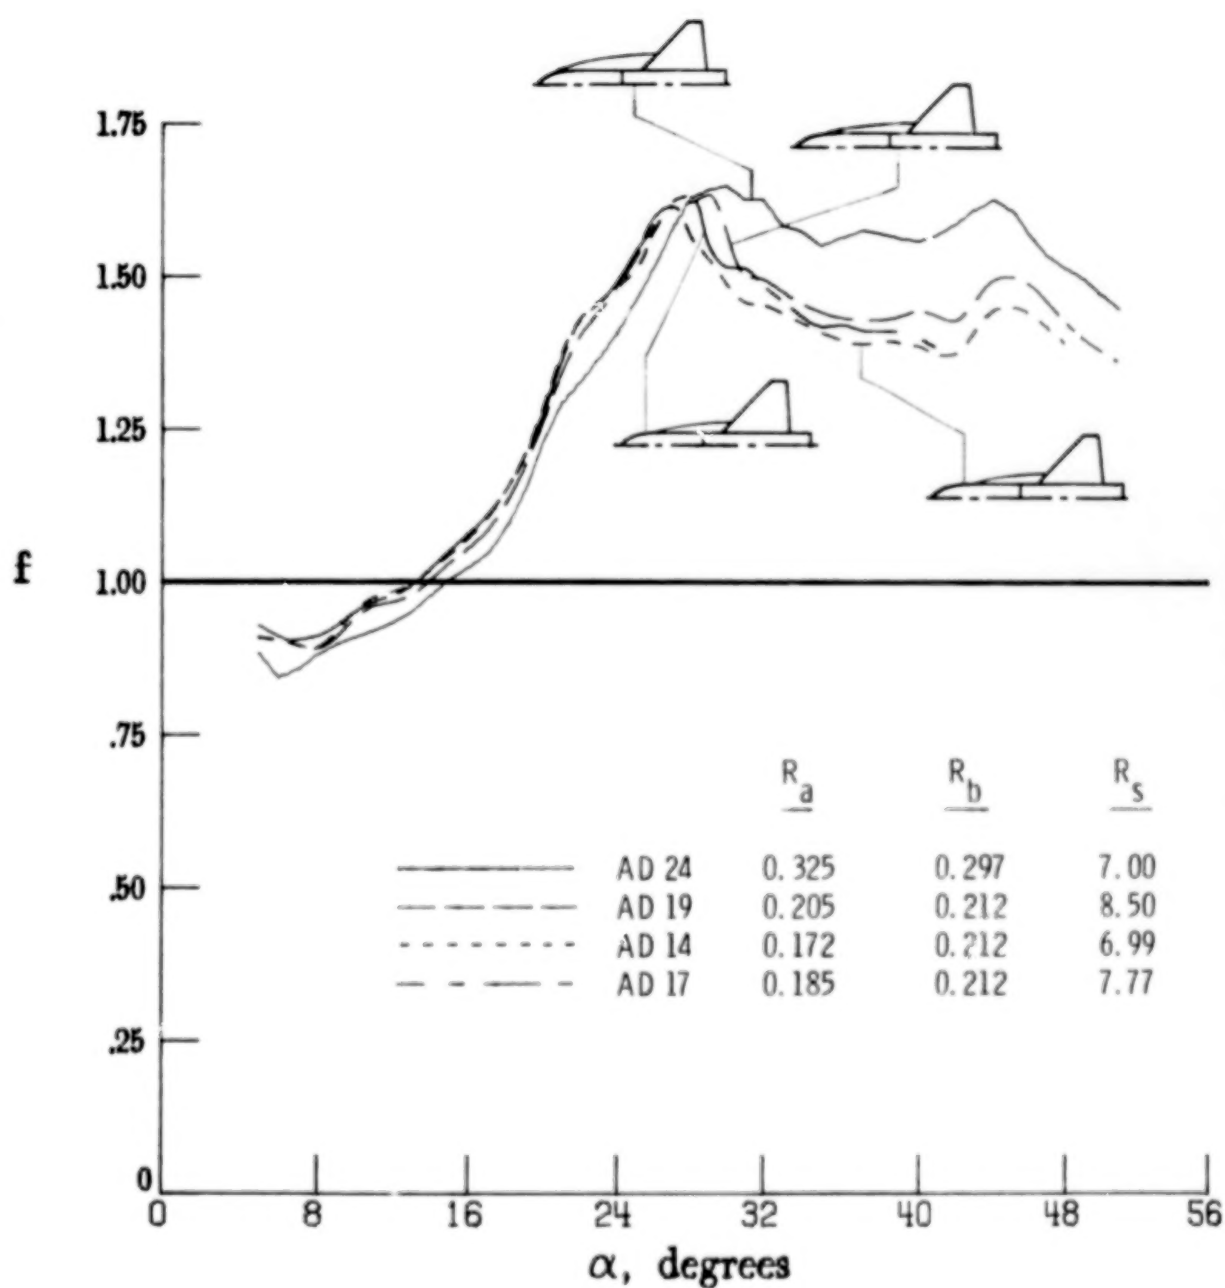 1.75
1.50
1.25
f
1.00
.75
R_a R_b R_s
AD 24 0.325 0.297 7.00
.50
AD 19 0.205 0.212 8.50
AD 14 0.172 0.212 6.99
AD 17 0.185 0.212 7.77
.25
0
0 8 16 24 32 40 48 56
α, degrees